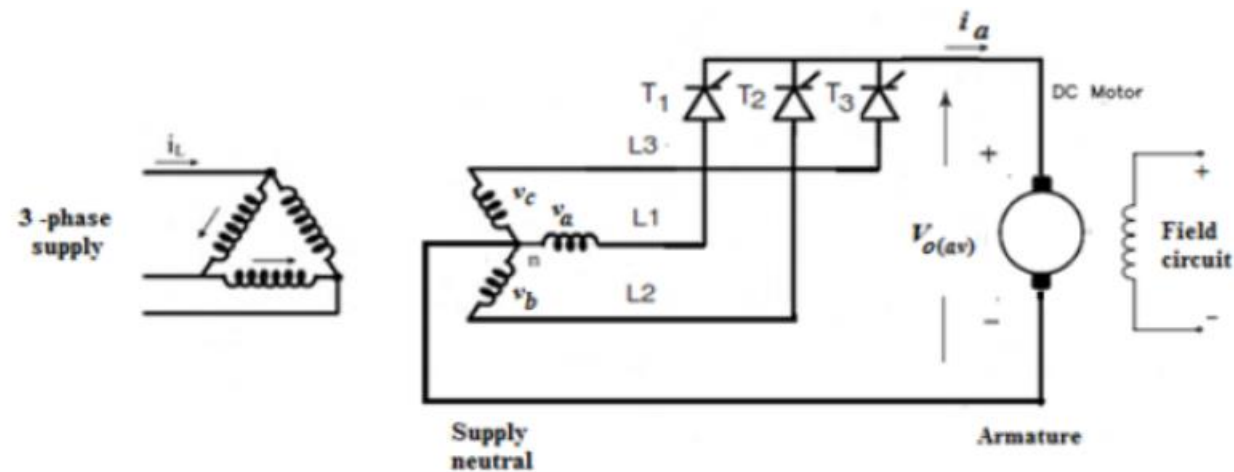 i_a
T1
T2
T3
DC Motor
L3
i_L
3 -phase
supply
v_c
v_a
L1
n
v_b
L2
+
V_o(av)
−
+
Field
circuit
−
Supply
neutral
Armature